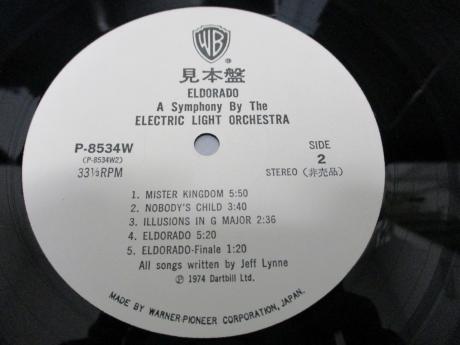 WB
®
見本盤
ELDORADO
A Symphony By The
ELECTRIC LIGHT ORCHESTRA
P-8534W
(P-8534W2)
33⅓RPM
SIDE
2
STEREO (非売品)
1. MISTER KINGDOM 5:50
2. NOBODY'S CHILD 3:40
3. ILLUSIONS IN G MAJOR 2:36
4. ELDORADO 5:20
5. ELDORADO-Finale 1:20
All songs written by Jeff Lynne
Ⓟ 1974 Dartbill Ltd.
MADE BY WARNER-PIONEER CORPORATION, JAPAN.